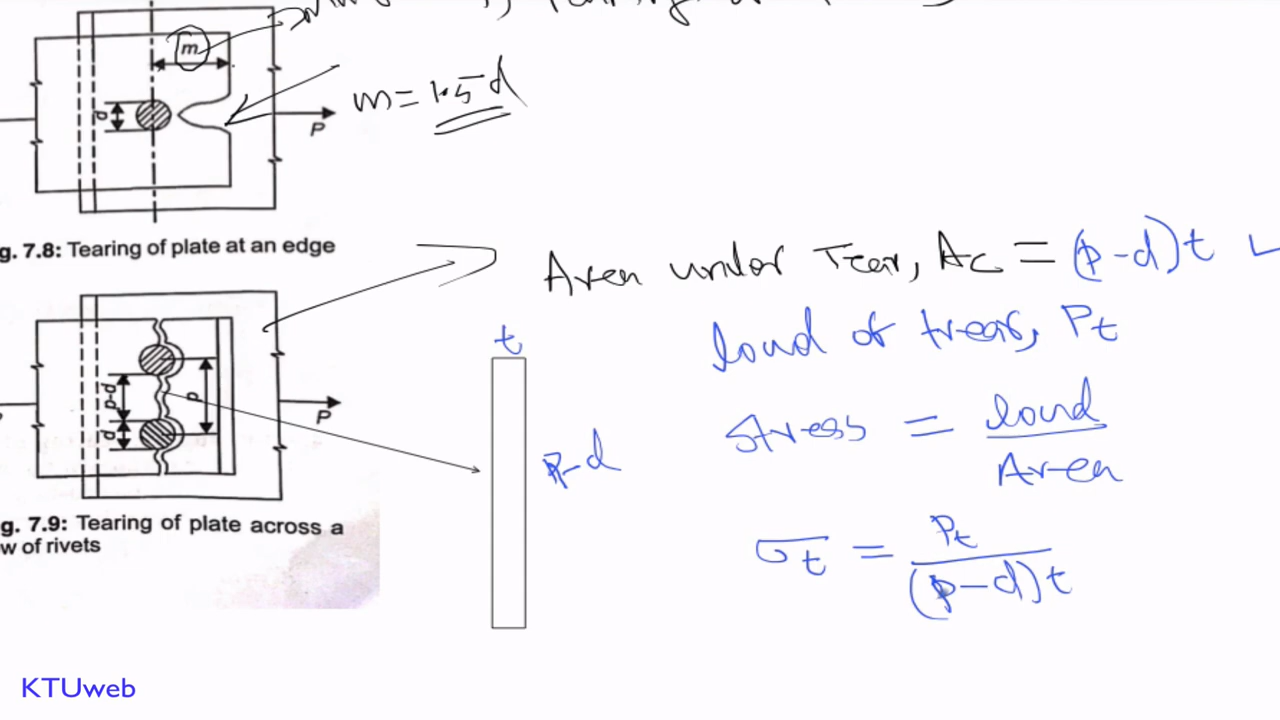 m
d
P
m = 1.5 d
g. 7.8: Tearing of plate at an edge
Area under Tear, Ac = (p-d)t
load of trear, Pt
t
p-d
d
p
P
p-d
Stress = load
Area
σt = Pt
(p-d)t
g. 7.9: Tearing of plate across a
w of rivets
KTUweb